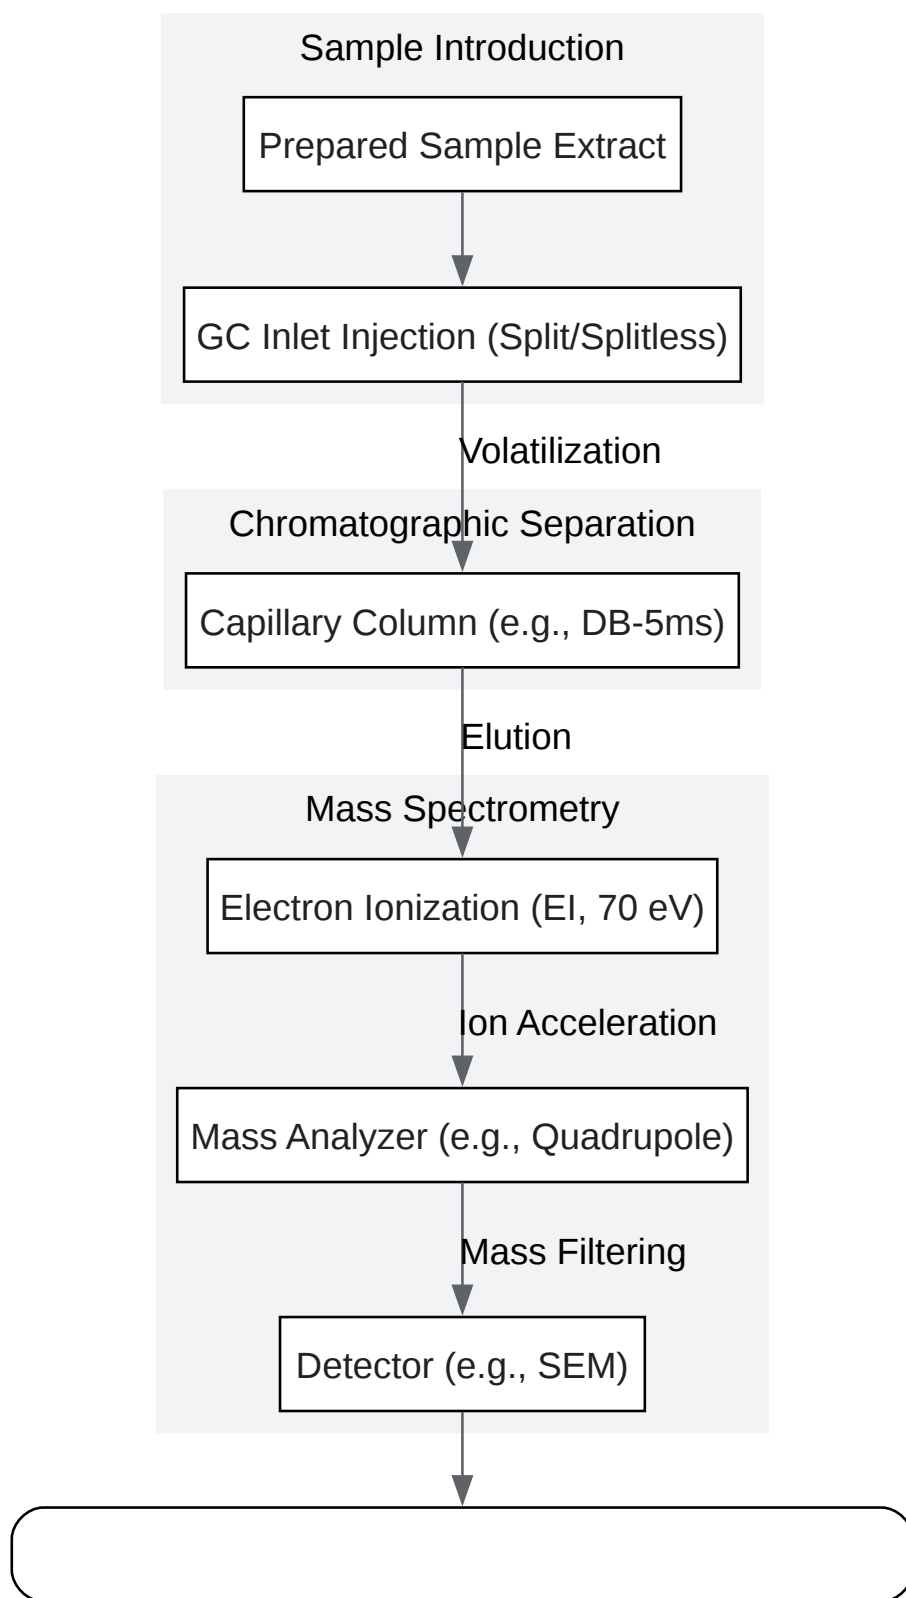 Sample Introduction
Prepared Sample Extract
GC Inlet Injection (Split/Splitless)
Volatilization
Chromatographic Separation
Capillary Column (e.g., DB-5ms)
Elution
Mass Spectrometry
Electron Ionization (EI, 70 eV)
Ion Acceleration
Mass Analyzer (e.g., Quadrupole)
Mass Filtering
Detector (e.g., SEM)